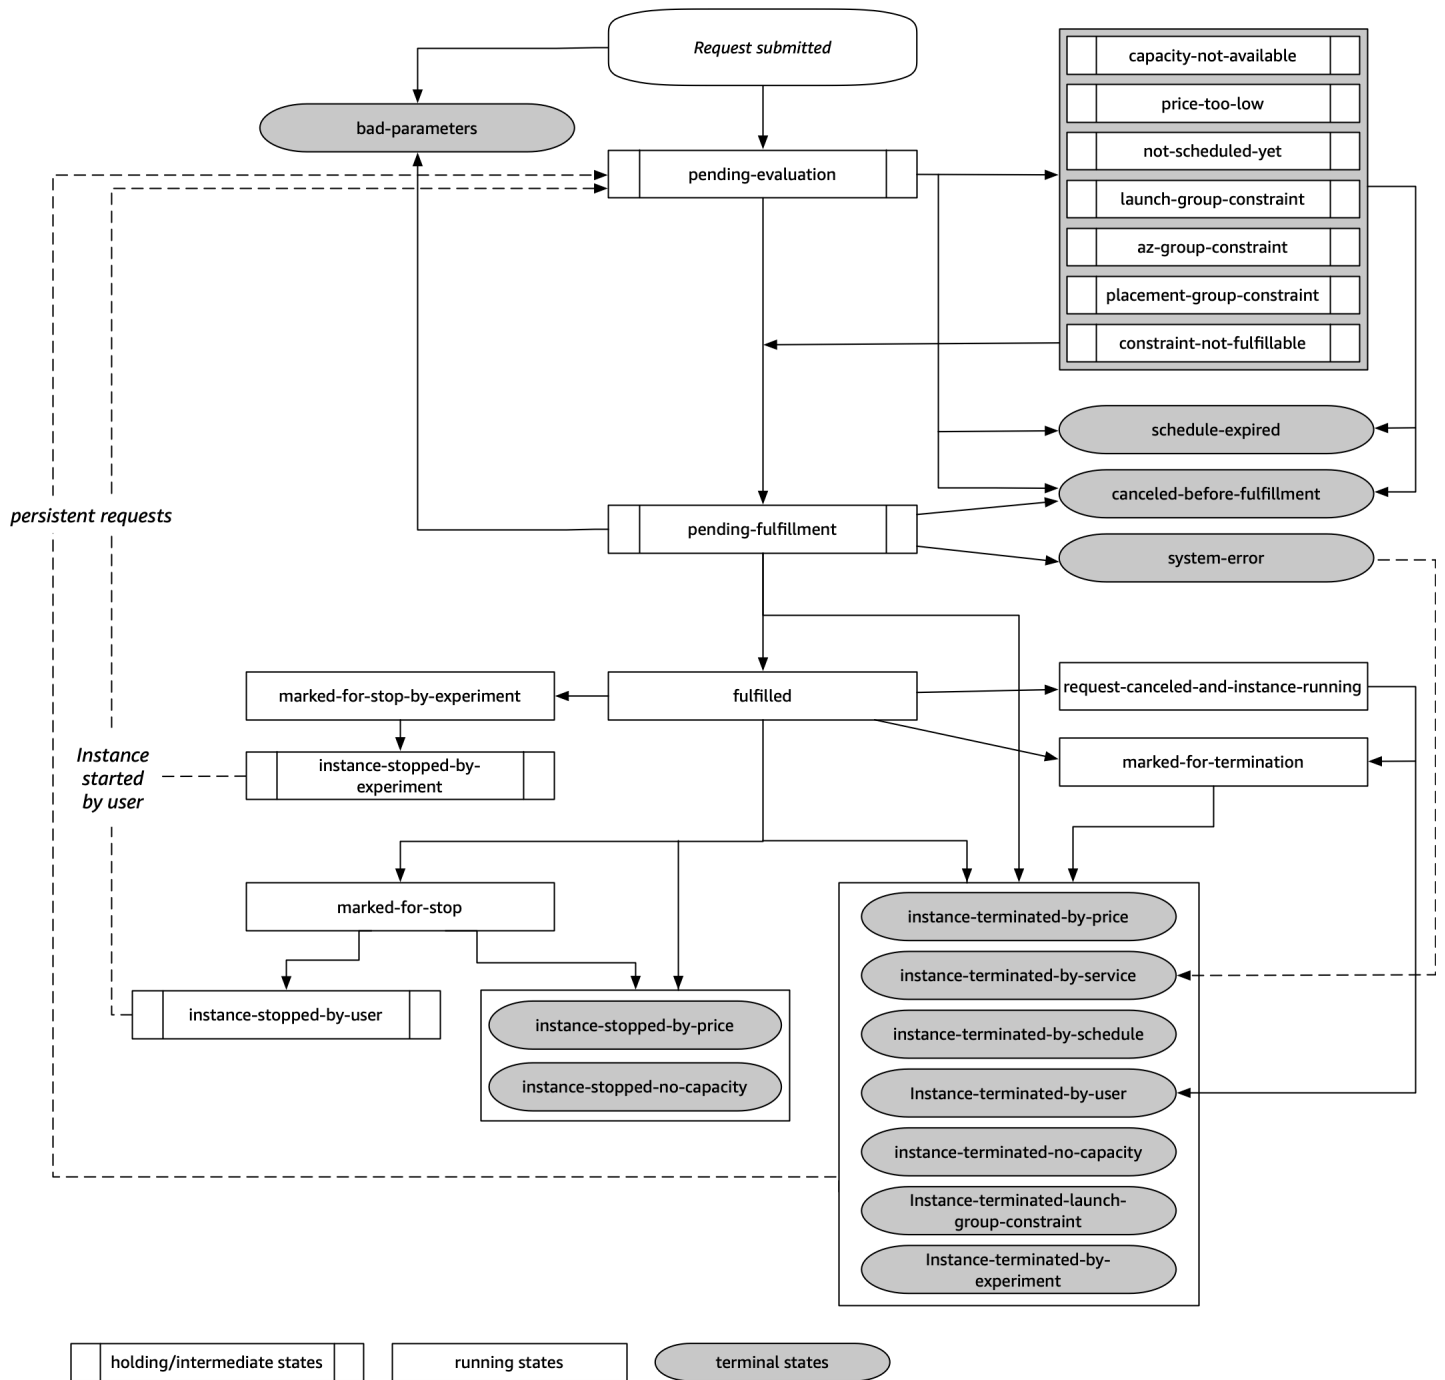 Request submitted
capacity-not-available
price-too-low
bad-parameters
not-scheduled-yet
pending-evaluation
launch-group-constraint
az-group-constraint
placement-group-constraint
constraint-not-fulfillable
schedule-expired
canceled-before-fulfillment
persistent requests
pending-fulfillment
system-error
marked-for-stop-by-experiment
fulfilled
request-canceled-and-instance-running
Instance
started
by user
instance-stopped-by-
experiment
marked-for-termination
marked-for-stop
instance-terminated-by-price
instance-terminated-by-service
instance-stopped-by-user
instance-stopped-by-price
instance-terminated-by-schedule
instance-stopped-no-capacity
Instance-terminated-by-user
instance-terminated-no-capacity
Instance-terminated-launch-
group-constraint
Instance-terminated-by-
experiment
holding/intermediate states
running states
terminal states